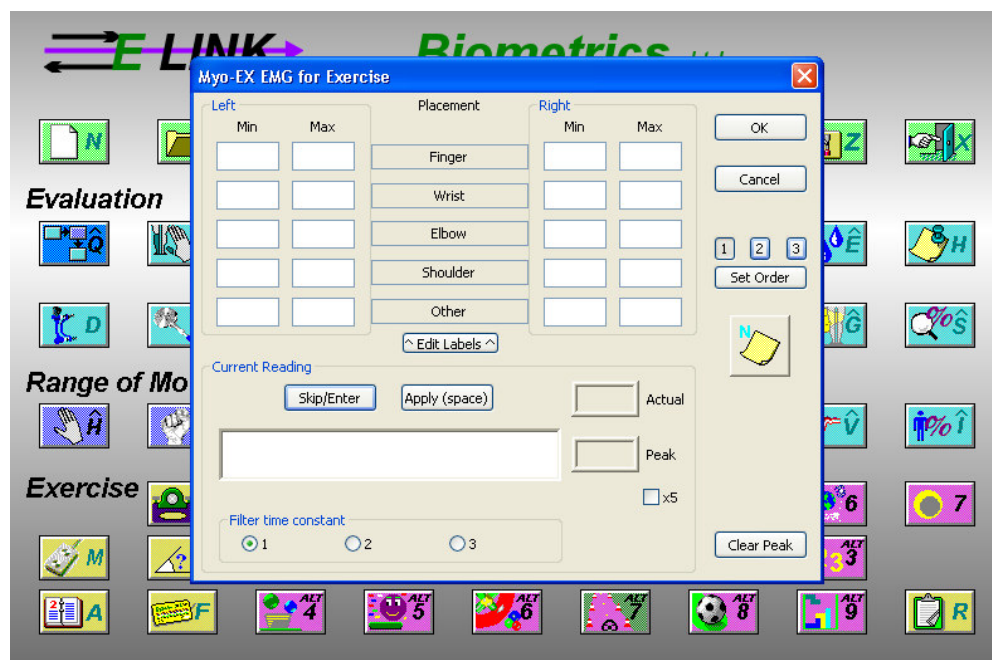 E-LINK
Biometrics
Myo-EX EMG for Exercise
Left
Placement
Right
Min
Max
Min
Max
OK
Finger
N
Z
X
Wrist
Cancel
Evaluation
Elbow
Q
Ê
H
1
2
3
Shoulder
Set Order
Other
D
Ĝ
%Ŝ
N
^ Edit Labels ^
Current Reading
Range of Mo
Skip/Enter
Apply (space)
Actual
Ĥ
V̂
% Î
Peak
Exercise
x5
6
7
Filter time constant
1
2
3
Clear Peak
M
?
ALT
3
A
F
ALT
4
ALT
5
ALT
6
ALT
7
ALT
8
ALT
9
R